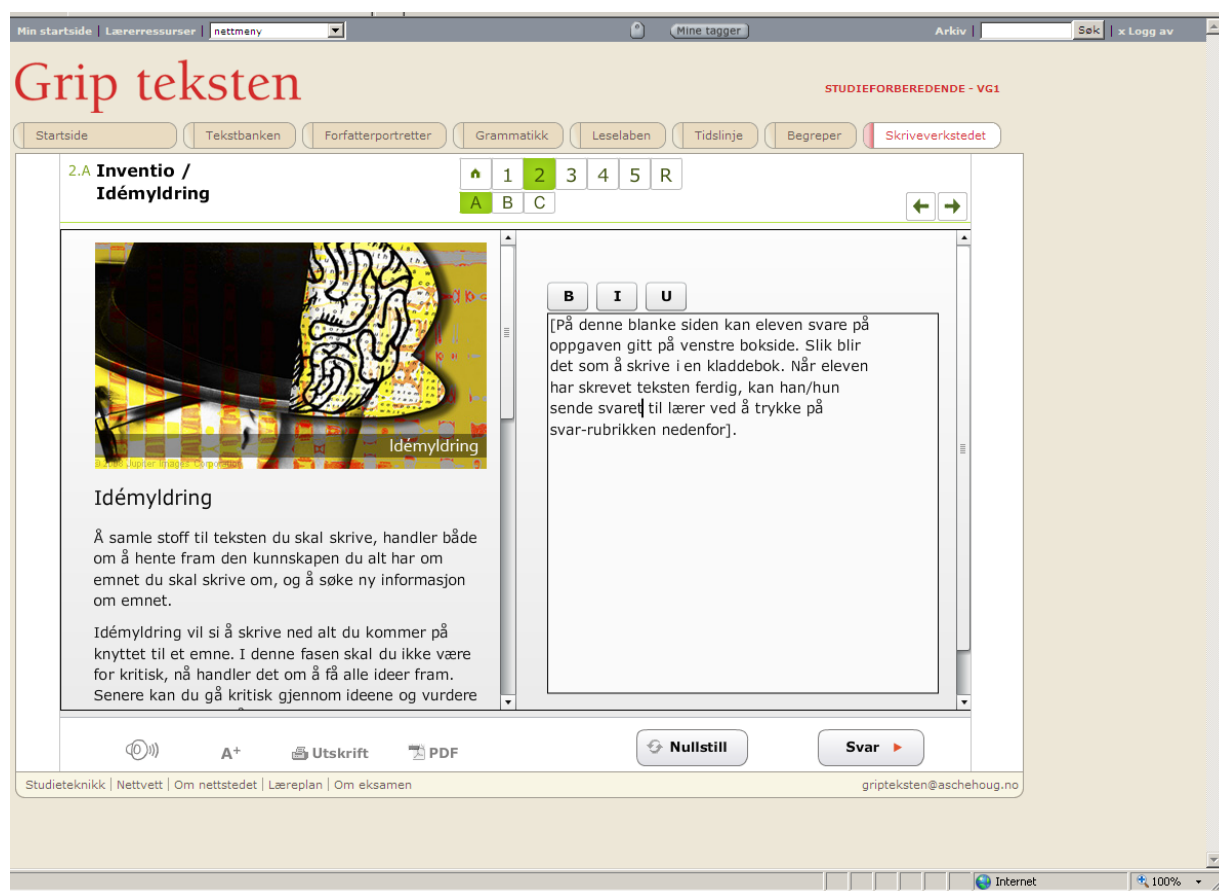 Min startside | Lærerressurser | nettmeny
Mine tagger
Arkiv | Søk | x Logg av
Grip teksten
STUDIEFORBEREDENDE - VG1
Startside
Tekstbanken
Forfatterportretter
Grammatikk
Leselaben
Tidslinje
Begreper
Skriveverkstedet
2.A Inventio /
Idémyldring
1 2 3 4 5 R
A B C
Idémyldring
Idémyldring
Å samle stoff til teksten du skal skrive, handler både
om å hente fram den kunnskapen du alt har om
emnet du skal skrive om, og å søke ny informasjon
om emnet.
Idémyldring vil si å skrive ned alt du kommer på
knyttet til et emne. I denne fasen skal du ikke være
for kritisk, nå handler det om å få alle ideer fram.
Senere kan du gå kritisk gjennom ideene og vurdere
B I U
[På denne blanke siden kan eleven svare på
oppgaven gitt på venstre bokside. Slik blir
det som å skrive i en kladdebok. Når eleven
har skrevet teksten ferdig, kan han/hun
sende svaret til lærer ved å trykke på
svar-rubrikken nedenfor].
A+
Utskrift
PDF
Nullstill
Svar
Studieteknikk | Nettvett | Om nettstedet | Læreplan | Om eksamen
gripteksten@aschehoug.no
Internet
100%